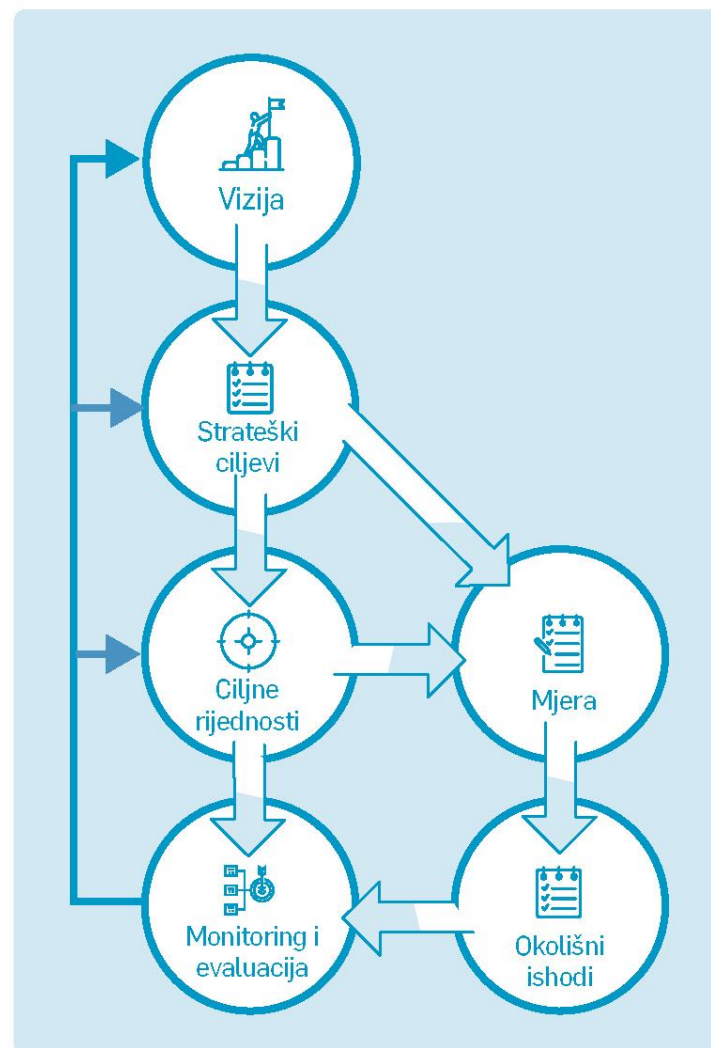 Vizija
Strateški
ciljevi
Ciljne
rijednosti
Mjera
Monitoring i
evaluacija
Okolišni
ishodi